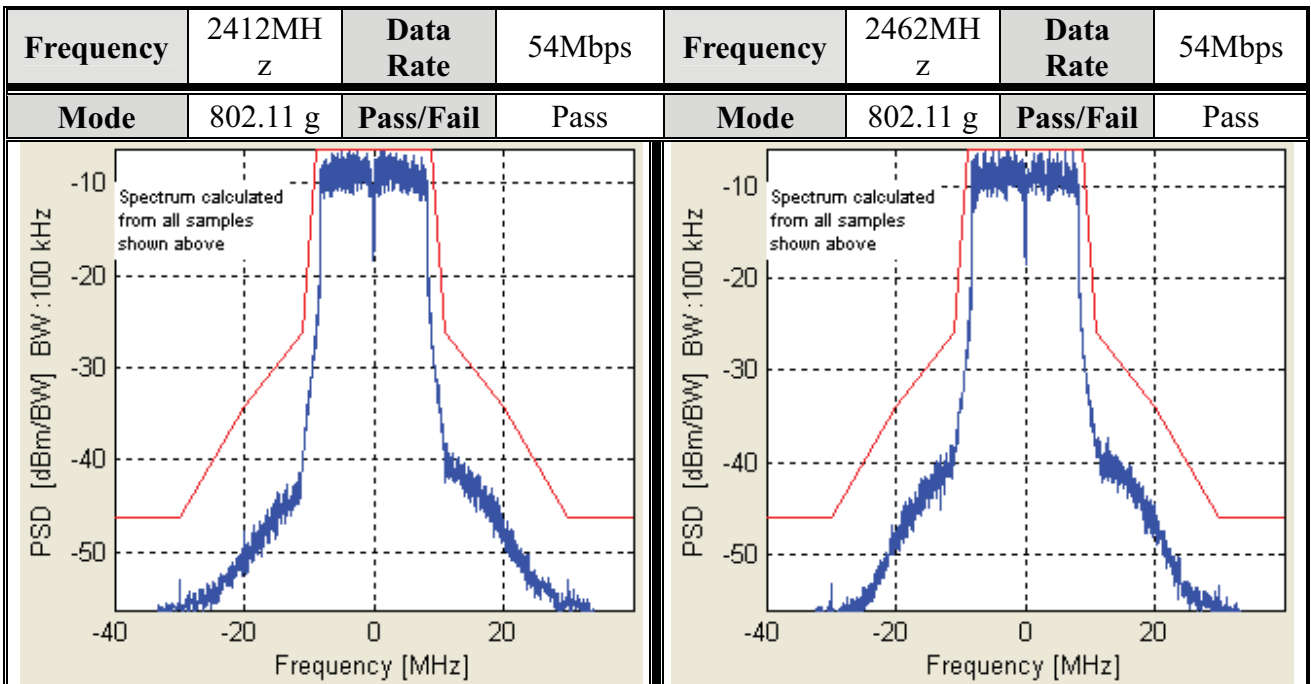 Frequency 2412MH
z Data
Rate 54Mbps Frequency 2462MH
z Data
Rate 54Mbps
Mode 802.11 g Pass/Fail Pass Mode 802.11 g Pass/Fail Pass
Spectrum calculated
from all samples
shown above
PSD [dBm/BW] BW :100 kHz
-10
-20
-30
-40
-50
-40 -20 0 20
Frequency [MHz]
Spectrum calculated
from all samples
shown above
PSD [dBm/BW] BW :100 kHz
-10
-20
-30
-40
-50
-40 -20 0 20
Frequency [MHz]